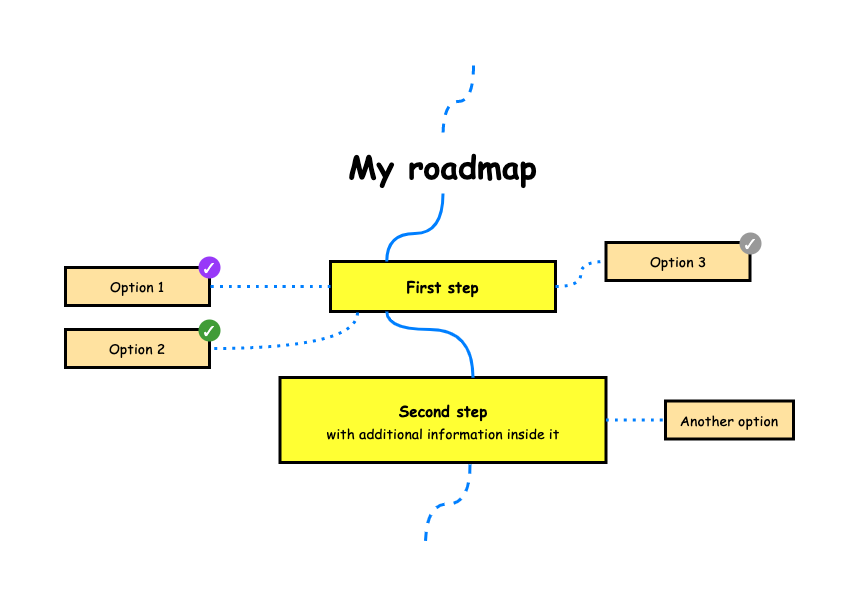 My roadmap
Option 1
Option 2
First step
Option 3
Second step
with additional information inside it
Another option